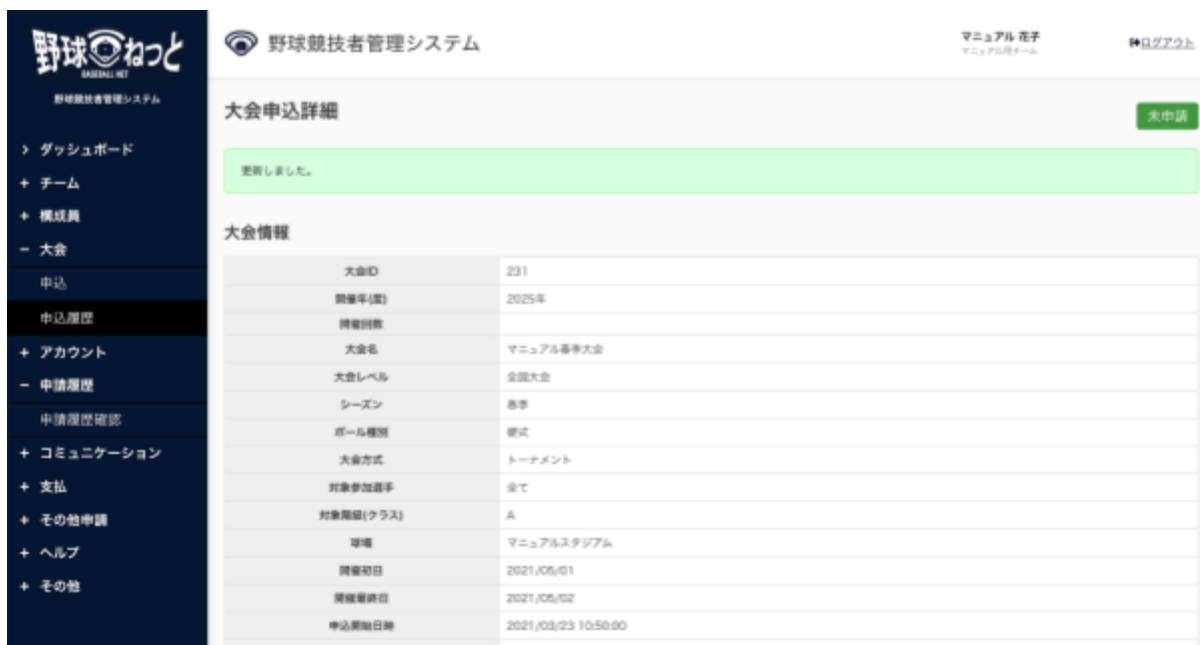 野球ねっと
BASEBALL NET
野球競技者管理システム
野球競技者管理システム
マニュアル 花子
マニュアル用チーム
ログアウト
> ダッシュボード
+ チーム
+ 構成員
− 大会
申込
申込履歴
+ アカウント
− 申請履歴
申請履歴確認
+ コミュニケーション
+ 支払
+ その他申請
+ ヘルプ
+ その他
大会申込詳細
未申請
更新しました。
大会情報
大会ID 231
開催年(度) 2025年
開催回数
大会名 マニュアル春季大会
大会レベル 全国大会
シーズン 春季
ボール種別 硬式
大会方式 トーナメント
対象参加選手 全て
対象階級(クラス) A
球場 マニュアルスタジアム
開催初日 2021/05/01
開催最終日 2021/05/02
申込開始日時 2021/03/23 10:50:00